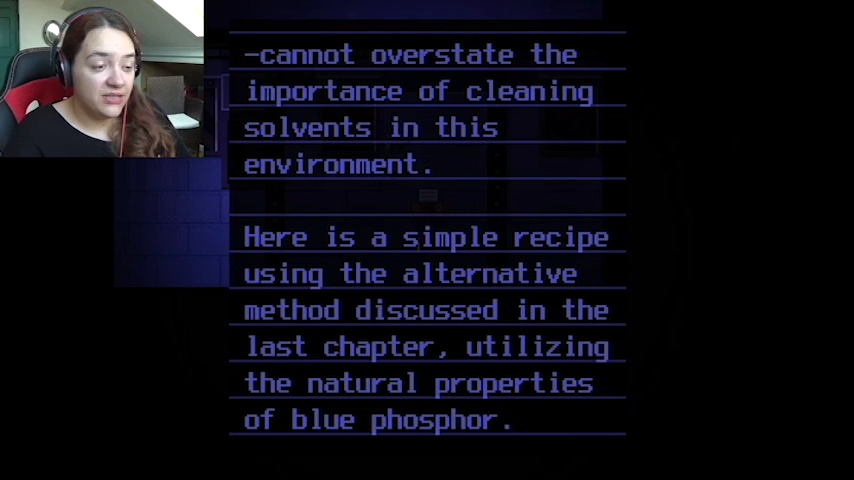 -cannot overstate the
importance of cleaning
solvents in this
environment.
Here is a simple recipe
using the alternative
method discussed in the
last chapter, utilizing
the natural properties
of blue phosphor.